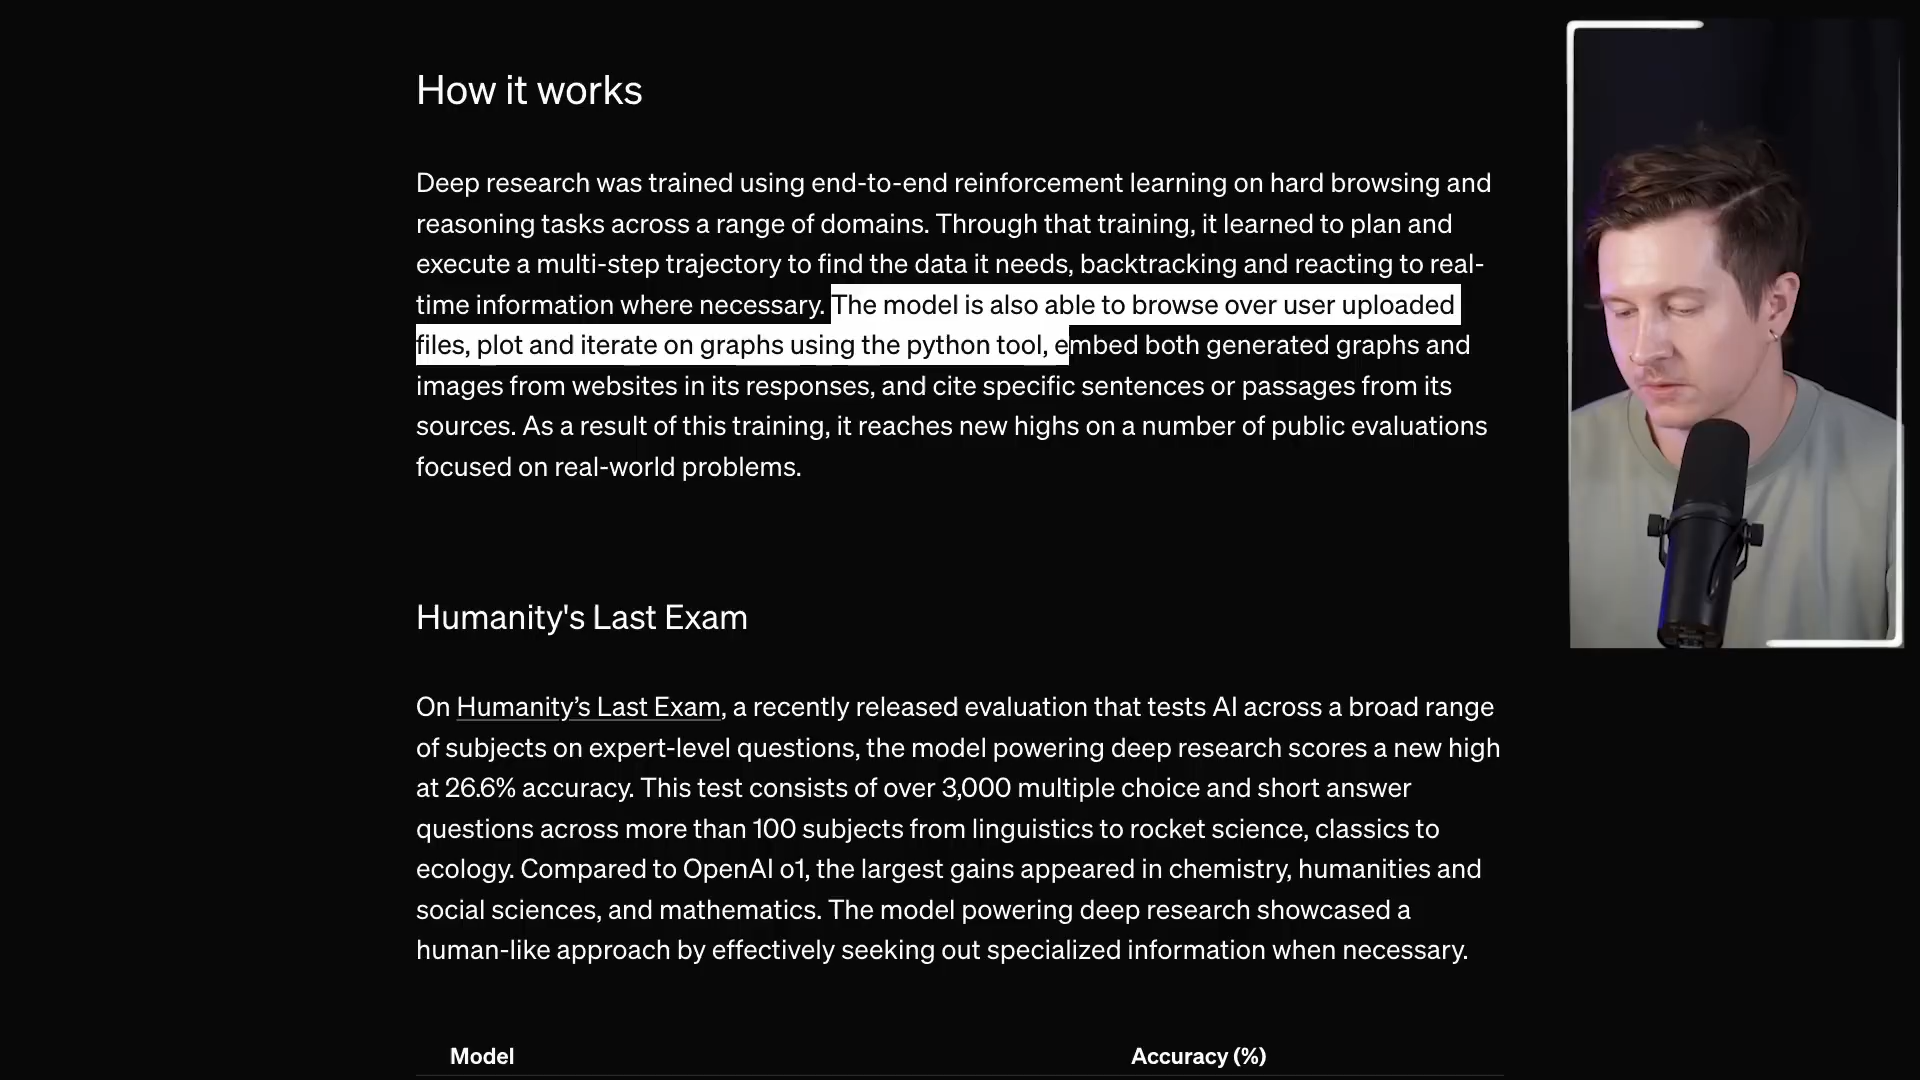 How it works
Deep research was trained using end-to-end reinforcement learning on hard browsing and
reasoning tasks across a range of domains. Through that training, it learned to plan and
execute a multi-step trajectory to find the data it needs, backtracking and reacting to real-
time information where necessary. The model is also able to browse over user uploaded
files, plot and iterate on graphs using the python tool, embed both generated graphs and
images from websites in its responses, and cite specific sentences or passages from its
sources. As a result of this training, it reaches new highs on a number of public evaluations
focused on real-world problems.
Humanity's Last Exam
On Humanity’s Last Exam, a recently released evaluation that tests AI across a broad range
of subjects on expert-level questions, the model powering deep research scores a new high
at 26.6% accuracy. This test consists of over 3,000 multiple choice and short answer
questions across more than 100 subjects from linguistics to rocket science, classics to
ecology. Compared to OpenAI o1, the largest gains appeared in chemistry, humanities and
social sciences, and mathematics. The model powering deep research showcased a
human-like approach by effectively seeking out specialized information when necessary.
Model Accuracy (%)